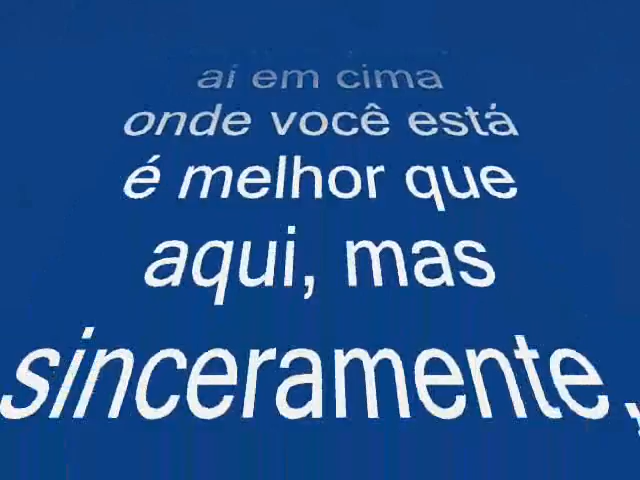 aí em cima
onde você está
é melhor que
aqui, mas
sinceramente,